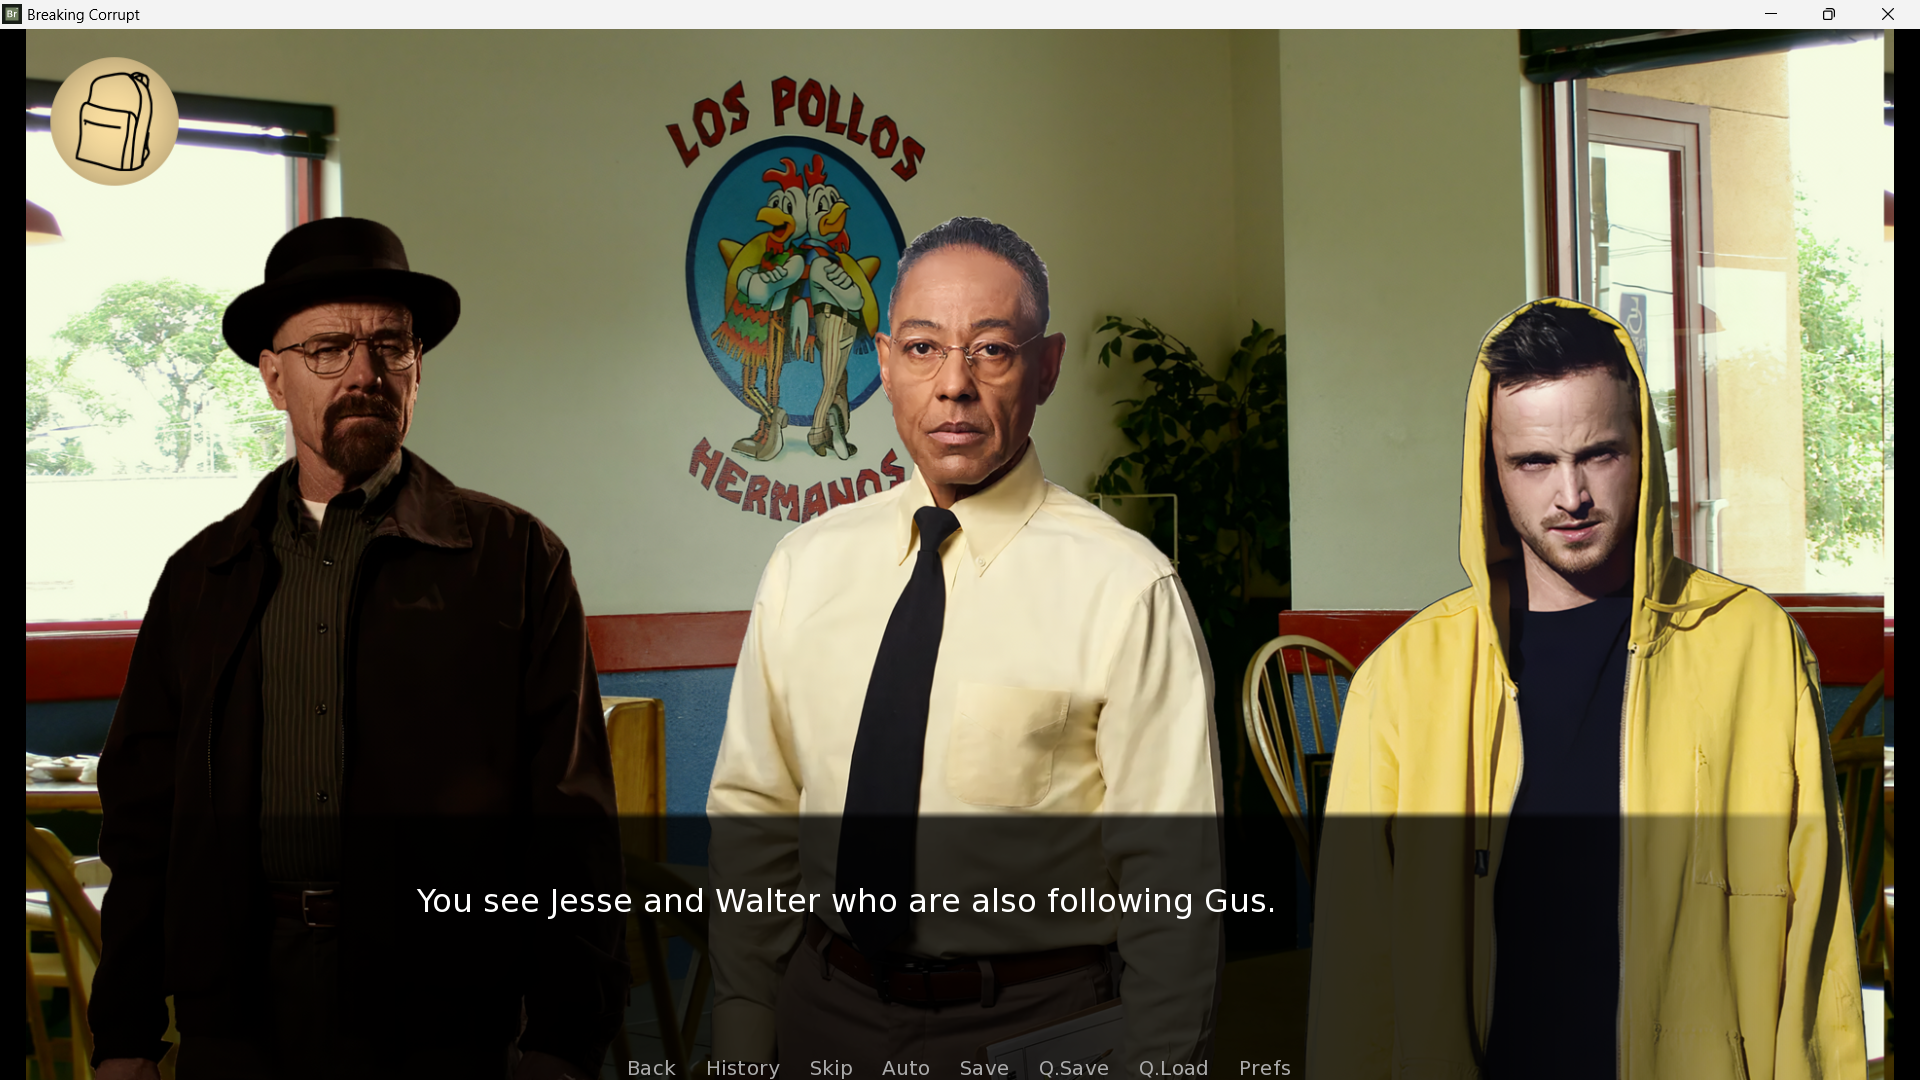 Br Breaking Corrupt
LOS POLLOS
HERMANOS
You see Jesse and Walter who are also following Gus.
Back History Skip Auto Save Q.Save Q.Load Prefs